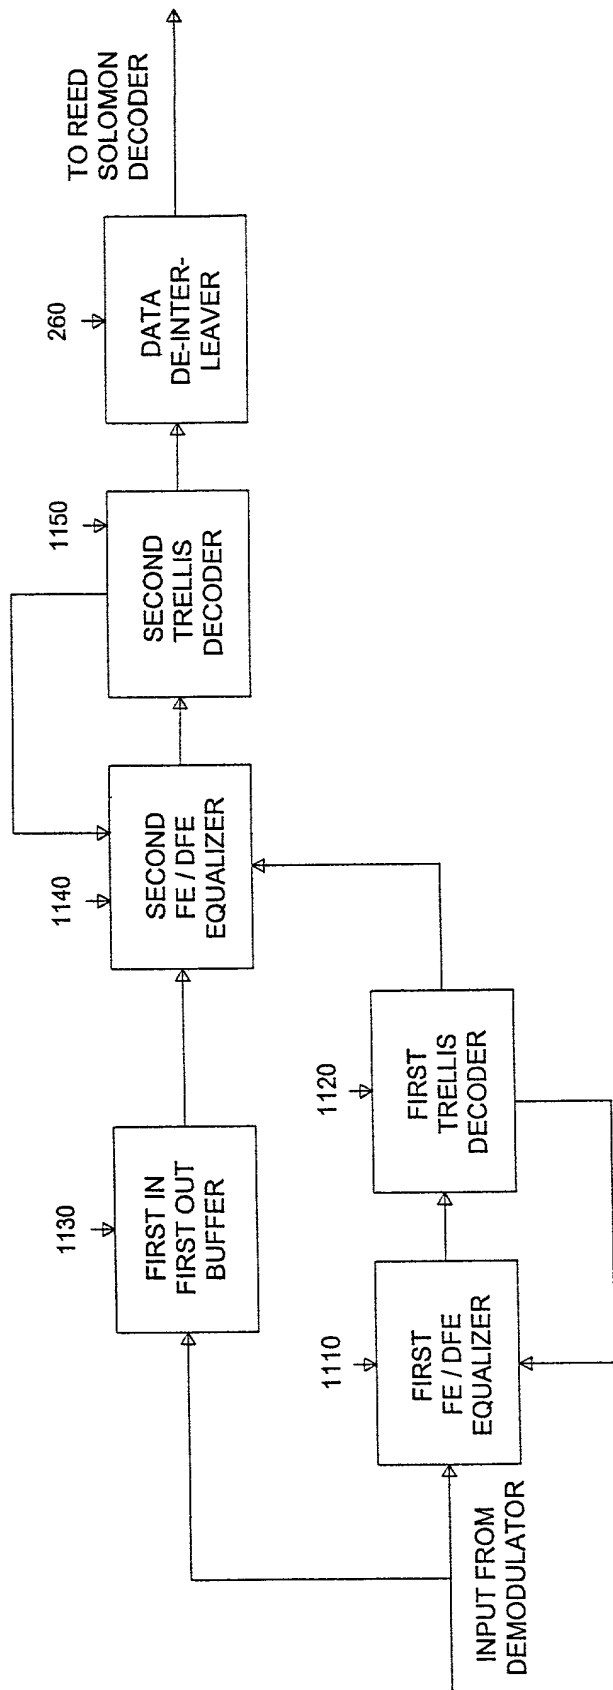 INPUT FROM
DEMODULATOR
1110
FIRST
FE / DFE
EQUALIZER
1120
FIRST
TRELLIS
DECODER
1130
FIRST IN
FIRST OUT
BUFFER
1140
SECOND
FE / DFE
EQUALIZER
1150
SECOND
TRELLIS
DECODER
260
DATA
DE-INTER-
LEAVER
TO REED
SOLOMON
DECODER